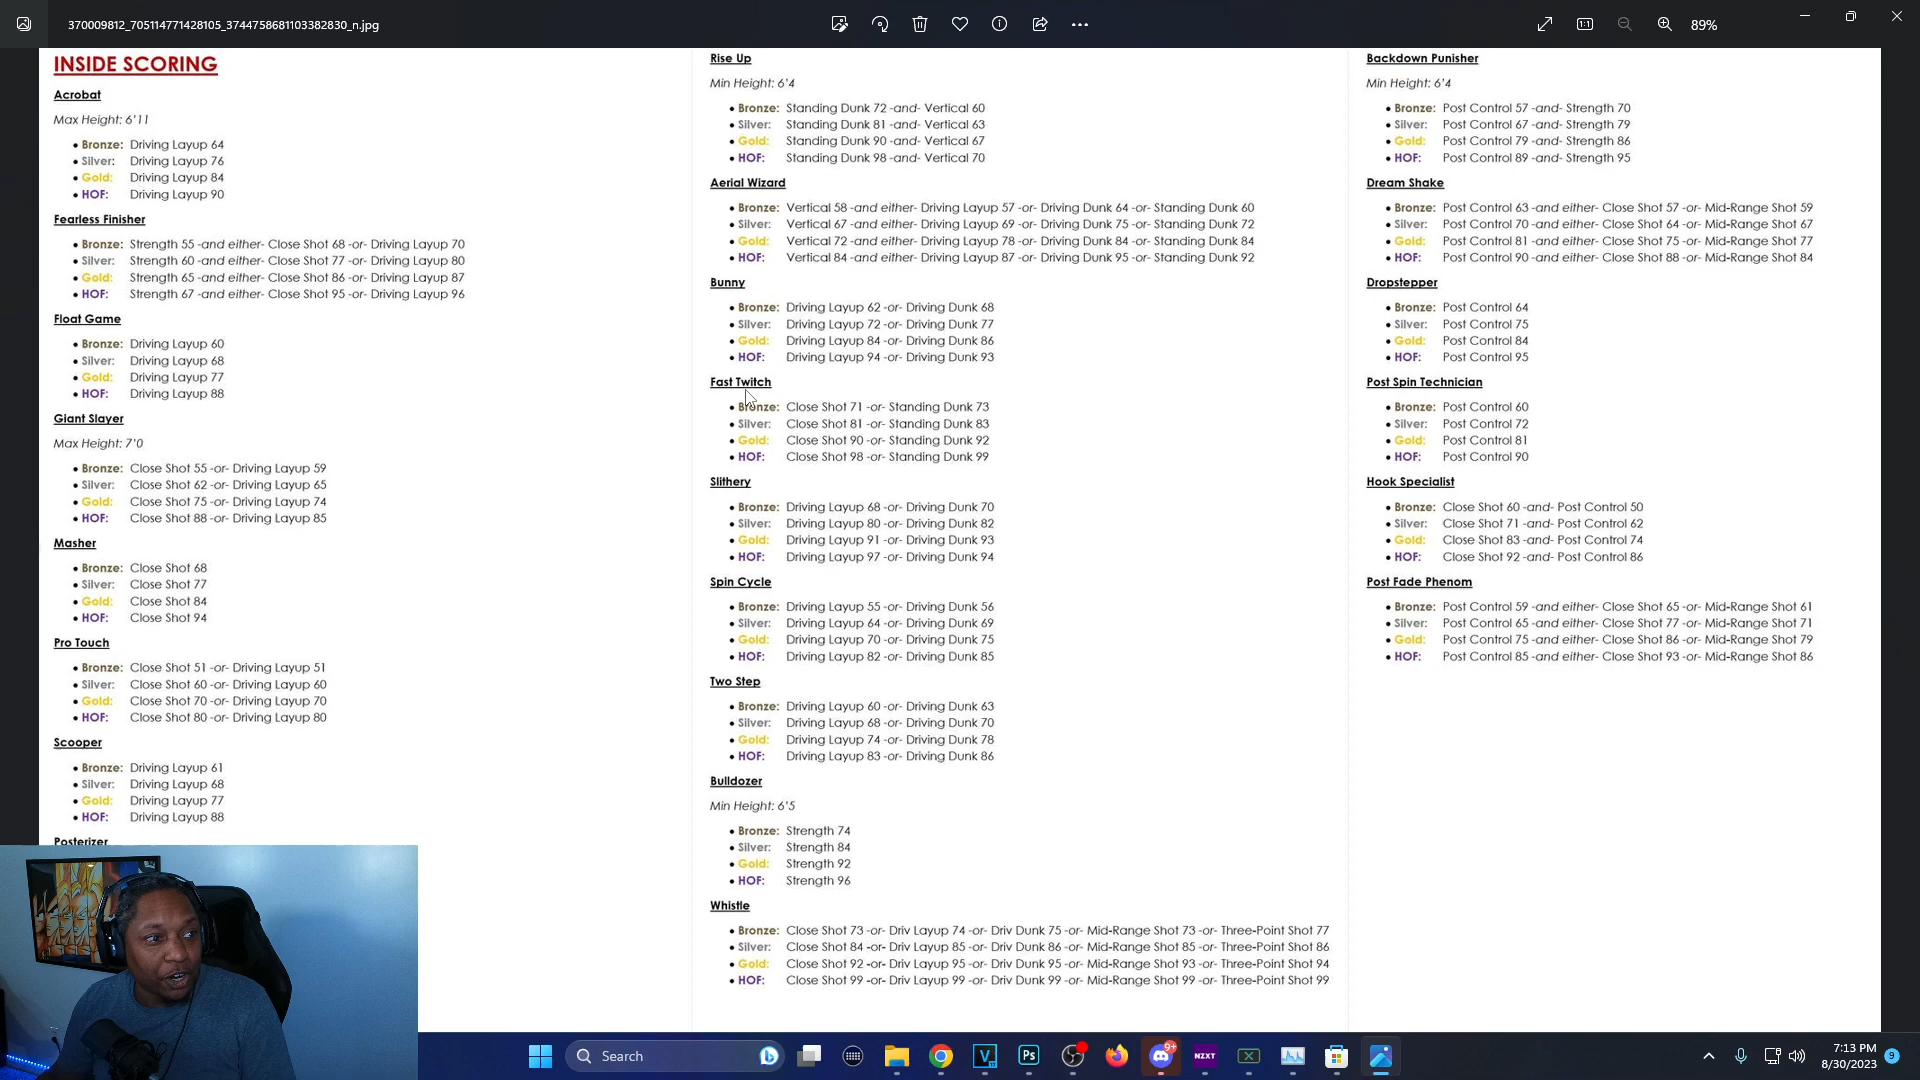 370009812_705114771428105_3744758681103382830_n.jpg
89%
INSIDE SCORING
Acrobat
Max Height: 6'11
• Bronze: Driving Layup 64
• Silver: Driving Layup 76
• Gold: Driving Layup 84
• HOF: Driving Layup 90
Fearless Finisher
• Bronze: Strength 55 -and either- Close Shot 68 -or- Driving Layup 70
• Silver: Strength 60 -and either- Close Shot 77 -or- Driving Layup 80
• Gold: Strength 65 -and either- Close Shot 86 -or- Driving Layup 87
• HOF: Strength 67 -and either- Close Shot 95 -or- Driving Layup 96
Float Game
• Bronze: Driving Layup 60
• Silver: Driving Layup 68
• Gold: Driving Layup 77
• HOF: Driving Layup 88
Giant Slayer
Max Height: 7'0
• Bronze: Close Shot 55 -or- Driving Layup 59
• Silver: Close Shot 62 -or- Driving Layup 65
• Gold: Close Shot 75 -or- Driving Layup 74
• HOF: Close Shot 88 -or- Driving Layup 85
Masher
• Bronze: Close Shot 68
• Silver: Close Shot 77
• Gold: Close Shot 84
• HOF: Close Shot 94
Pro Touch
• Bronze: Close Shot 51 -or- Driving Layup 51
• Silver: Close Shot 60 -or- Driving Layup 60
• Gold: Close Shot 70 -or- Driving Layup 70
• HOF: Close Shot 80 -or- Driving Layup 80
Scooper
• Bronze: Driving Layup 61
• Silver: Driving Layup 68
• Gold: Driving Layup 77
• HOF: Driving Layup 88
Posterizer
Rise Up
Min Height: 6'4
• Bronze: Standing Dunk 72 -and- Vertical 60
• Silver: Standing Dunk 81 -and- Vertical 63
• Gold: Standing Dunk 90 -and- Vertical 67
• HOF: Standing Dunk 98 -and- Vertical 70
Aerial Wizard
• Bronze: Vertical 58 -and either- Driving Layup 57 -or- Driving Dunk 64 -or- Standing Dunk 60
• Silver: Vertical 67 -and either- Driving Layup 69 -or- Driving Dunk 75 -or- Standing Dunk 72
• Gold: Vertical 72 -and either- Driving Layup 78 -or- Driving Dunk 84 -or- Standing Dunk 84
• HOF: Vertical 84 -and either- Driving Layup 87 -or- Driving Dunk 95 -or- Standing Dunk 92
Bunny
• Bronze: Driving Layup 62 -or- Driving Dunk 68
• Silver: Driving Layup 72 -or- Driving Dunk 77
• Gold: Driving Layup 84 -or- Driving Dunk 86
• HOF: Driving Layup 94 -or- Driving Dunk 93
Fast Twitch
• Bronze: Close Shot 71 -or- Standing Dunk 73
• Silver: Close Shot 81 -or- Standing Dunk 83
• Gold: Close Shot 90 -or- Standing Dunk 92
• HOF: Close Shot 98 -or- Standing Dunk 99
Slithery
• Bronze: Driving Layup 68 -or- Driving Dunk 70
• Silver: Driving Layup 80 -or- Driving Dunk 82
• Gold: Driving Layup 91 -or- Driving Dunk 93
• HOF: Driving Layup 97 -or- Driving Dunk 94
Spin Cycle
• Bronze: Driving Layup 55 -or- Driving Dunk 56
• Silver: Driving Layup 64 -or- Driving Dunk 69
• Gold: Driving Layup 70 -or- Driving Dunk 75
• HOF: Driving Layup 82 -or- Driving Dunk 85
Two Step
• Bronze: Driving Layup 60 -or- Driving Dunk 63
• Silver: Driving Layup 68 -or- Driving Dunk 70
• Gold: Driving Layup 74 -or- Driving Dunk 78
• HOF: Driving Layup 83 -or- Driving Dunk 86
Bulldozer
Min Height: 6'5
• Bronze: Strength 74
• Silver: Strength 84
• Gold: Strength 92
• HOF: Strength 96
Whistle
• Bronze: Close Shot 73 -or- Driv Layup 74 -or- Driv Dunk 75 -or- Mid-Range Shot 73 -or- Three-Point Shot 77
• Silver: Close Shot 84 -or- Driv Layup 85 -or- Driv Dunk 86 -or- Mid-Range Shot 85 -or- Three-Point Shot 86
• Gold: Close Shot 92 -or- Driv Layup 95 -or- Driv Dunk 95 -or- Mid-Range Shot 93 -or- Three-Point Shot 94
• HOF: Close Shot 99 -or- Driv Layup 99 -or- Driv Dunk 99 -or- Mid-Range Shot 99 -or- Three-Point Shot 99
Backdown Punisher
Min Height: 6'4
• Bronze: Post Control 57 -and- Strength 70
• Silver: Post Control 67 -and- Strength 79
• Gold: Post Control 79 -and- Strength 86
• HOF: Post Control 89 -and- Strength 95
Dream Shake
• Bronze: Post Control 63 -and either- Close Shot 57 -or- Mid-Range Shot 59
• Silver: Post Control 70 -and either- Close Shot 64 -or- Mid-Range Shot 67
• Gold: Post Control 81 -and either- Close Shot 75 -or- Mid-Range Shot 77
• HOF: Post Control 90 -and either- Close Shot 88 -or- Mid-Range Shot 84
Dropstepper
• Bronze: Post Control 64
• Silver: Post Control 75
• Gold: Post Control 84
• HOF: Post Control 95
Post Spin Technician
• Bronze: Post Control 60
• Silver: Post Control 72
• Gold: Post Control 81
• HOF: Post Control 90
Hook Specialist
• Bronze: Close Shot 60 -and- Post Control 50
• Silver: Close Shot 71 -and- Post Control 62
• Gold: Close Shot 83 -and- Post Control 74
• HOF: Close Shot 92 -and- Post Control 86
Post Fade Phenom
• Bronze: Post Control 59 -and either- Close Shot 65 -or- Mid-Range Shot 61
• Silver: Post Control 65 -and either- Close Shot 77 -or- Mid-Range Shot 71
• Gold: Post Control 75 -and either- Close Shot 86 -or- Mid-Range Shot 79
• HOF: Post Control 85 -and either- Close Shot 93 -or- Mid-Range Shot 86
Search
V
Ps
9+
NZXT
7:13 PM
8/30/2023
9